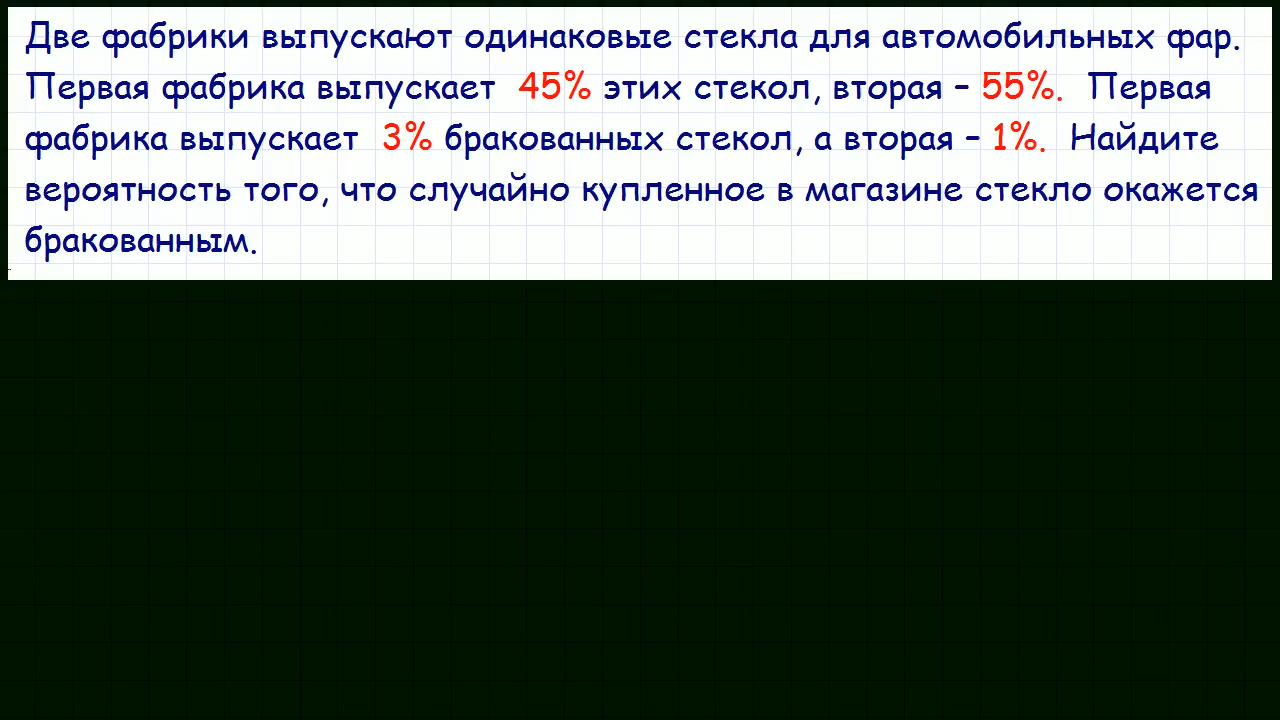 Две фабрики выпускают одинаковые стекла для автомобильных фар.
Первая фабрика выпускает 45% этих стекол, вторая – 55%. Первая
фабрика выпускает 3% бракованных стекол, а вторая – 1%. Найдите
вероятность того, что случайно купленное в магазине стекло окажется
бракованным.